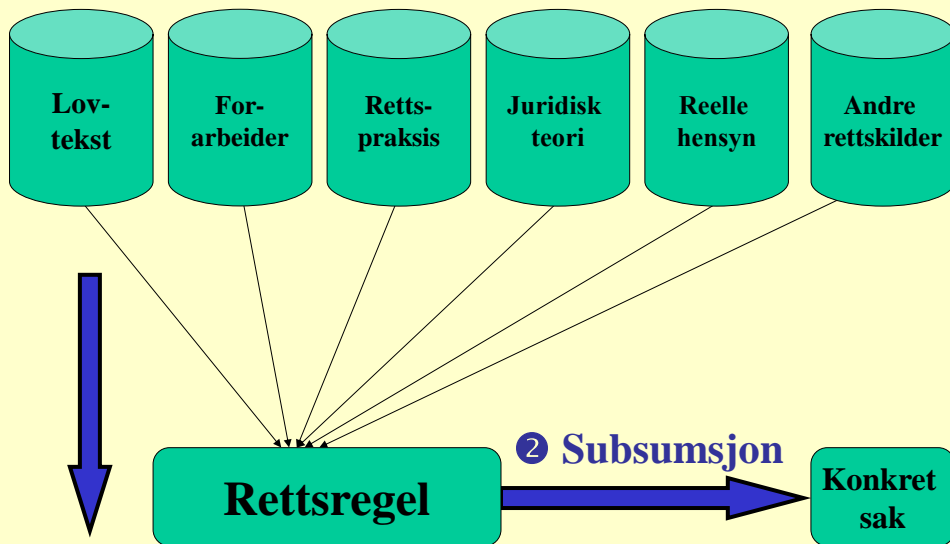 Lov-
tekst
For-
arbeider
Retts-
praksis
Juridisk
teori
Reelle
hensyn
Andre
rettskilder
❷ Subsumsjon
Rettsregel
Konkret
sak